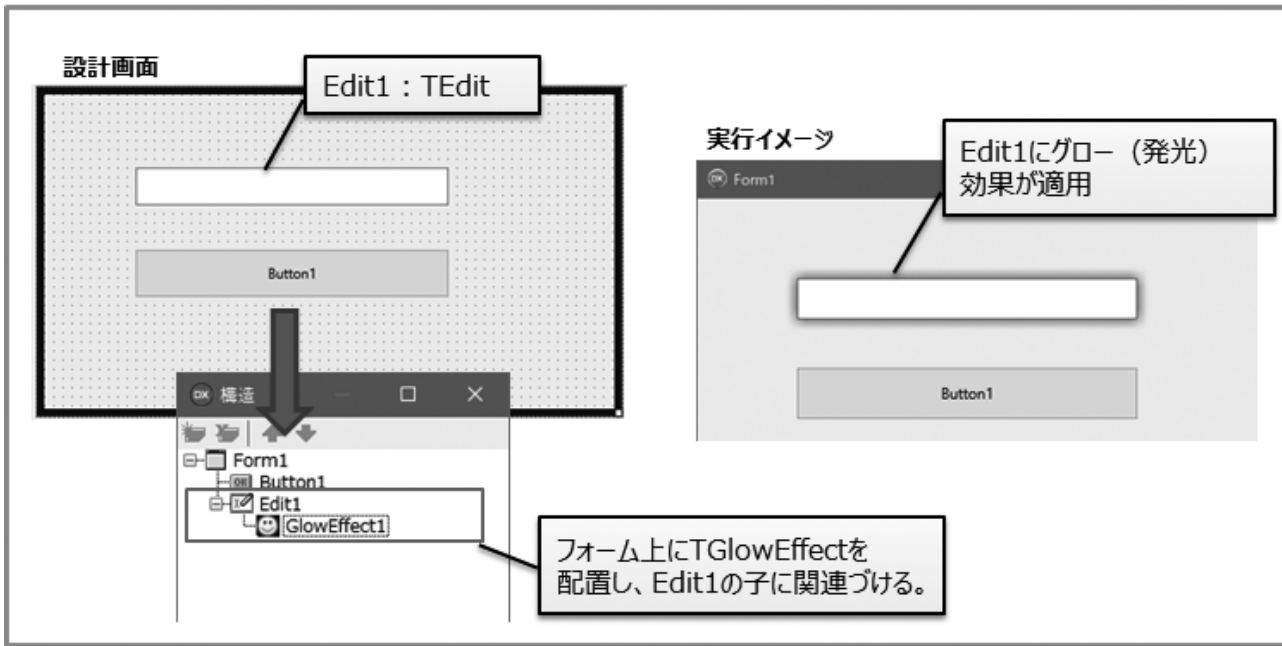 設計画面
Edit1：TEdit
Button1
DX 構造
Form1
Button1
Edit1
GlowEffect1
フォーム上にTGlowEffectを
配置し、Edit1の子に関連づける。
実行イメージ
DX Form1
Edit1にグロー（発光）
効果が適用
Button1